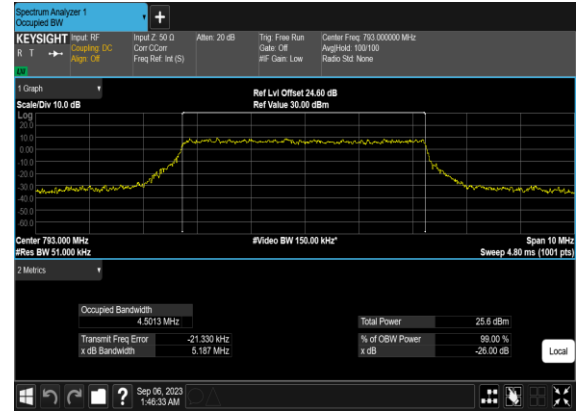 Spectrum Analyzer 1
Occupied BW
KEYSIGHT
R T
LU
Input: RF
Coupling: DC
Align: Off
Input Z: 50 Ω
Corr CCorr
Freq Ref: Int (S)
Atten: 20 dB
Trig: Free Run
Gate: Off
#IF Gain: Low
Center Freq: 793.000000 MHz
Avg|Hold: 100/100
Radio Std: None
1 Graph
Scale/Div 10.0 dB
Ref Lvl Offset 24.60 dB
Ref Value 30.00 dBm
Log
20.0
10.0
0.00
-10.0
-20.0
-30.0
-40.0
-50.0
-60.0
Center 793.000 MHz
#Res BW 51.000 kHz
#Video BW 150.00 kHz*
Span 10 MHz
Sweep 4.80 ms (1001 pts)
2 Metrics
Occupied Bandwidth
4.5013 MHz
Total Power 25.6 dBm
Transmit Freq Error -21.330 kHz
% of OBW Power 99.00 %
x dB Bandwidth 5.187 MHz
x dB -26.00 dB
Local
?
Sep 06, 2023
1:46:33 AM